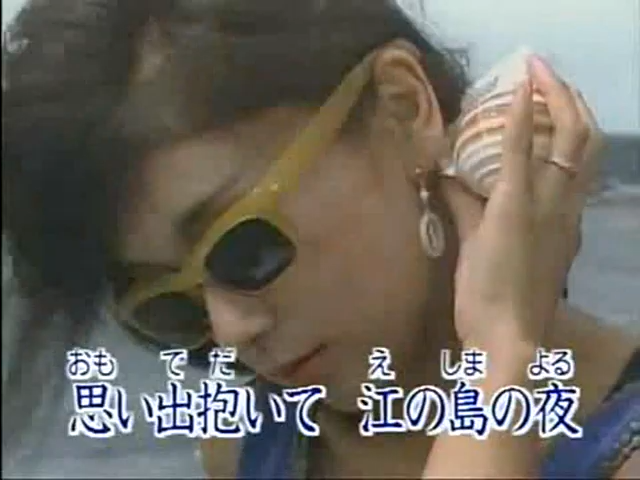 おも てだ え しま よる
思い出抱いて 江の島の夜